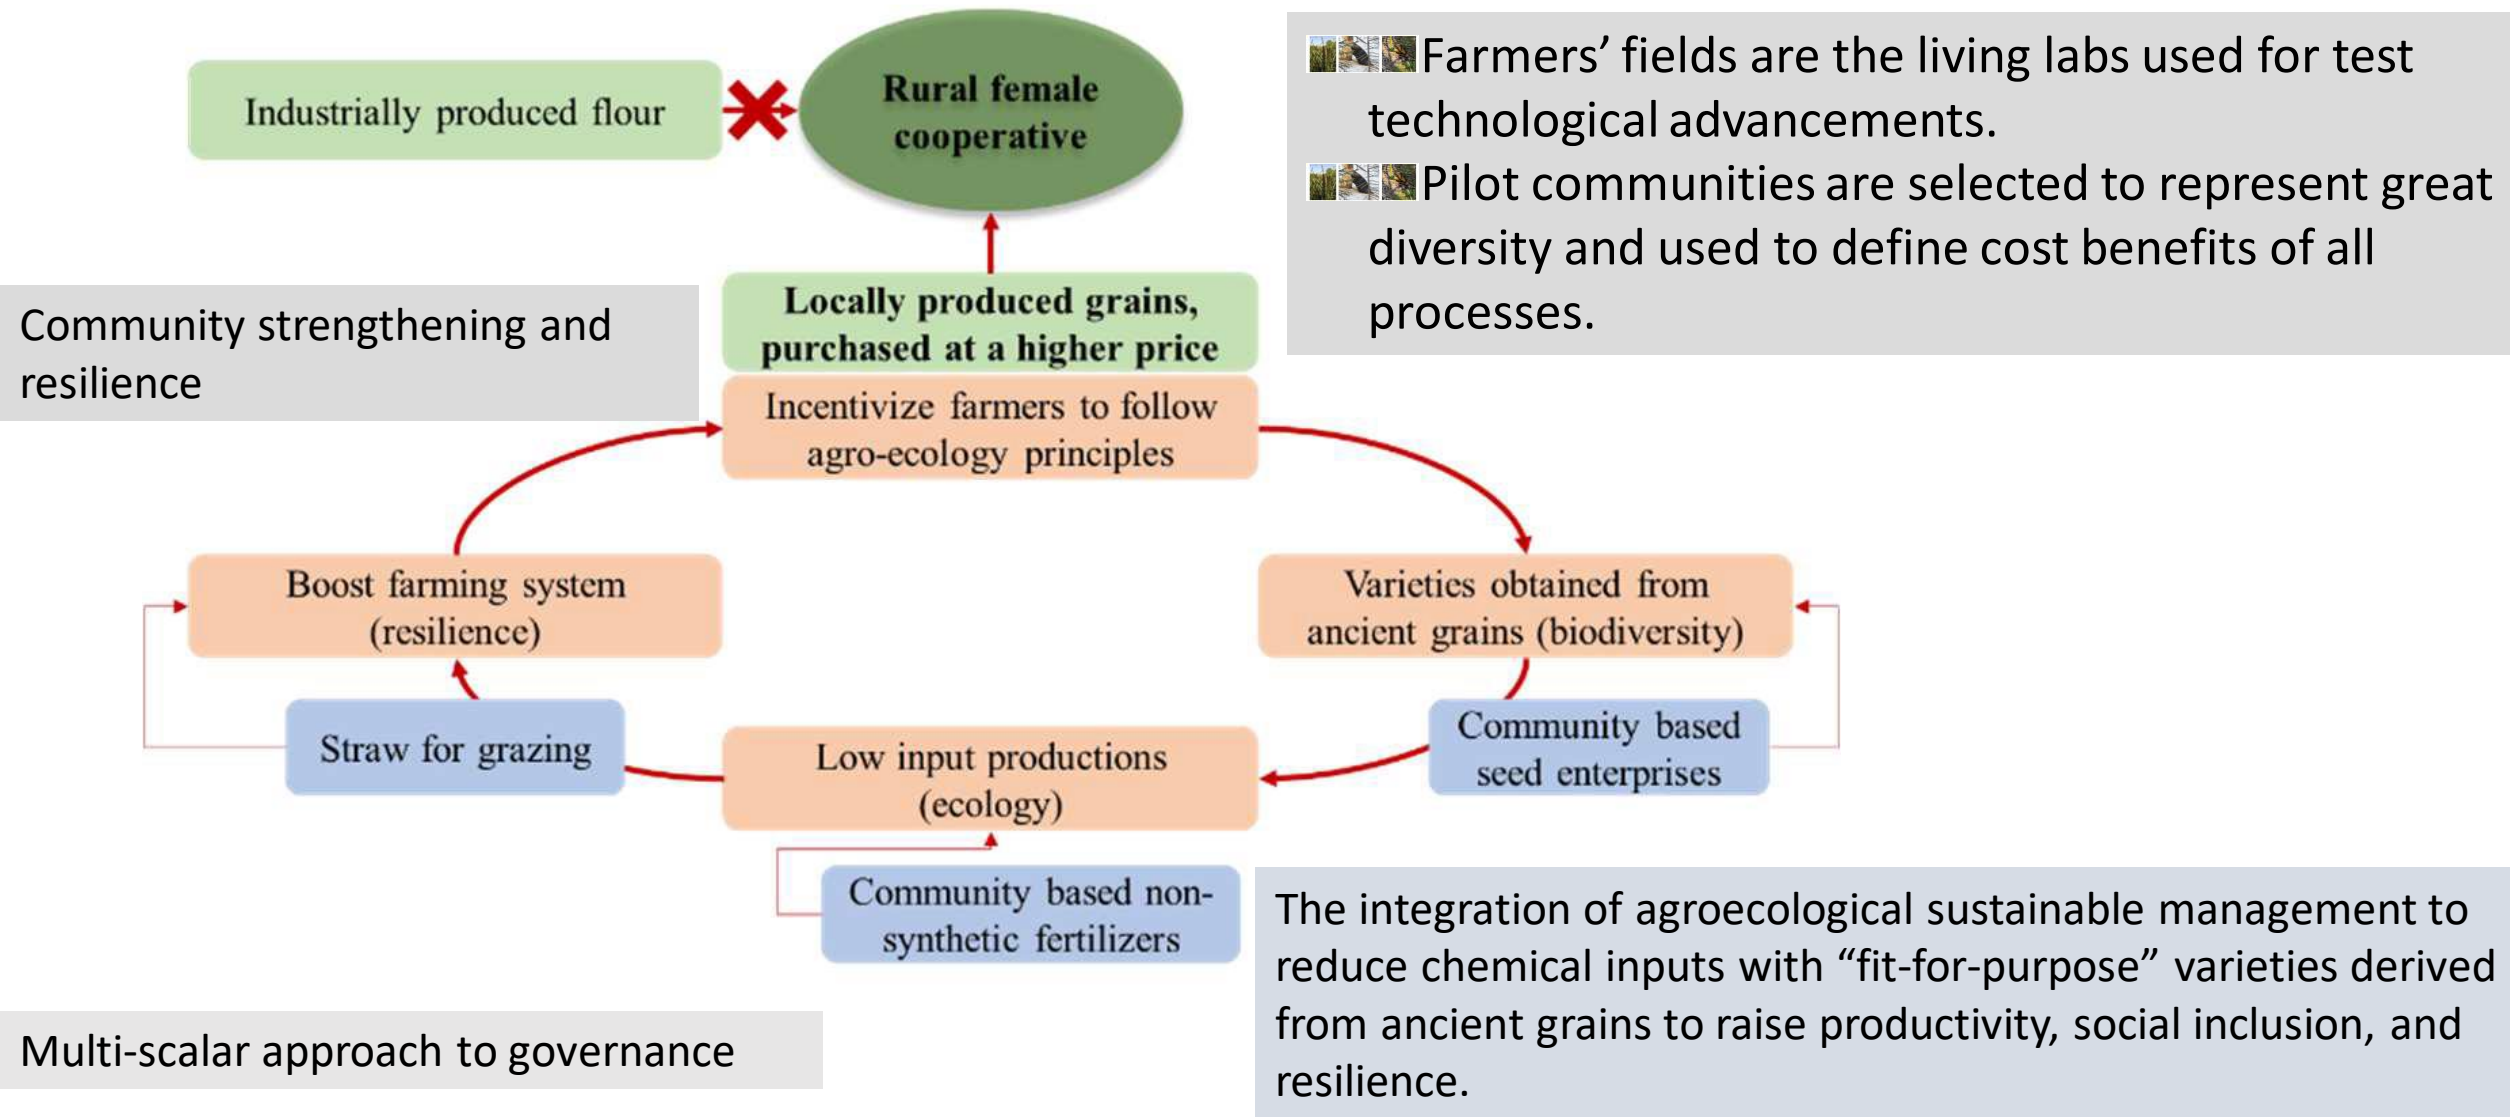 Industrially produced flour
Rural female
cooperative
Farmers’ fields are the living labs used for test
technological advancements.
Pilot communities are selected to represent great
diversity and used to define cost benefits of all
processes.
Community strengthening and
resilience
Locally produced grains,
purchased at a higher price
Incentivize farmers to follow
agro-ecology principles
Boost farming system
(resilience)
Varieties obtained from
ancient grains (biodiversity)
Straw for grazing
Low input productions
(ecology)
Community based
seed enterprises
Community based non-
synthetic fertilizers
The integration of agroecological sustainable management to
reduce chemical inputs with “fit-for-purpose” varieties derived
from ancient grains to raise productivity, social inclusion, and
resilience.
Multi-scalar approach to governance